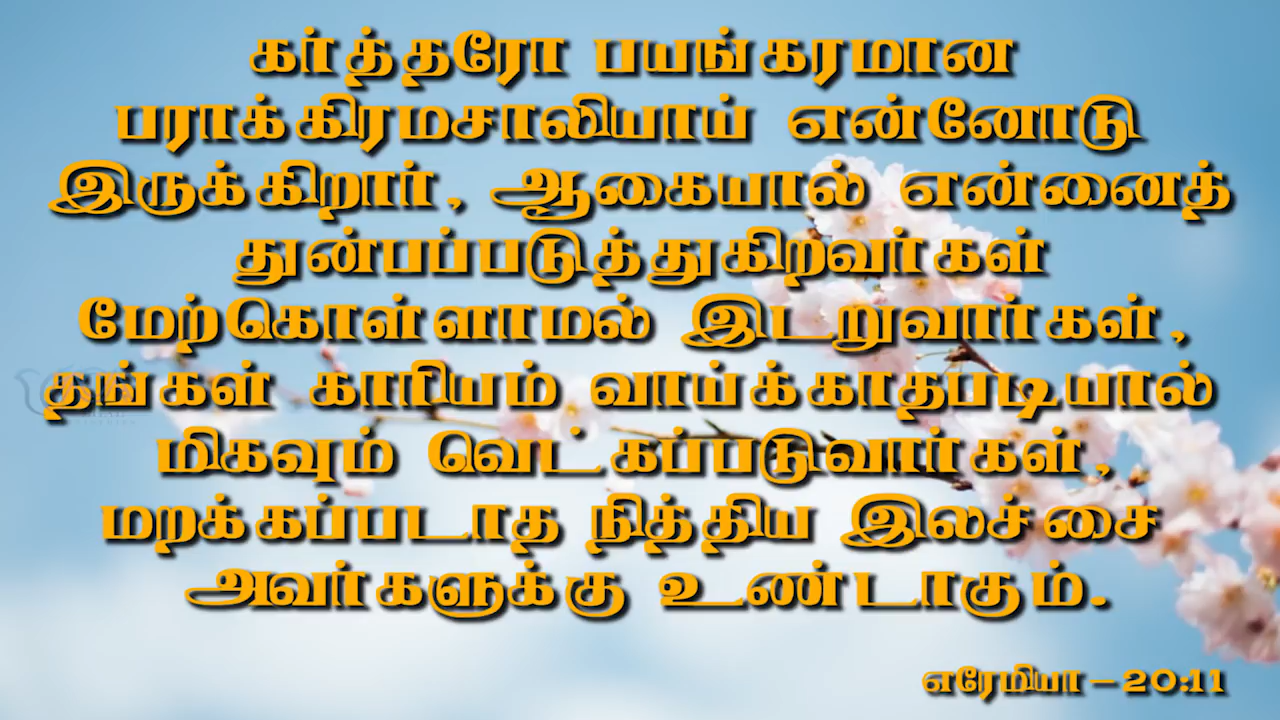 கர்த்தரோ பயங்கரமான
பராக்கிரமசாலியாய் என்னோடு
இருக்கிறார், ஆகையால் என்னைத்
துன்பப்படுத்துகிறவர்கள்
மேற்கொள்ளாமல் இடறுவார்கள்,
தங்கள் காரியம் வாய்க்காதபடியால்
மிகவும் வெட்கப்படுவார்கள்,
மறக்கப்படாத நித்திய இலச்சை
அவர்களுக்கு உண்டாகும்.
எரேமியா – 20:11